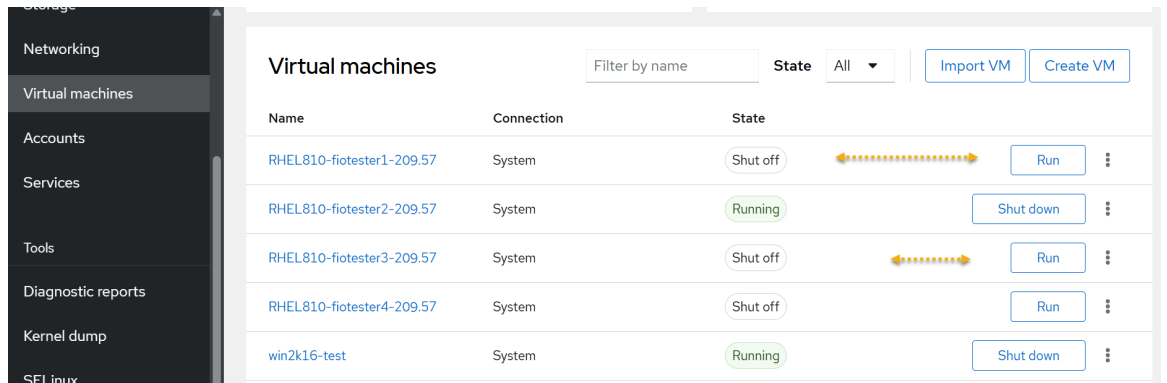 Storage
Networking
Virtual machines
Accounts
Services
Tools
Diagnostic reports
Kernel dump
SELinux
Virtual machines Filter by name State All Import VM Create VM
Name Connection State
RHEL810-fiotester1-209.57 System Shut off Run
RHEL810-fiotester2-209.57 System Running Shut down
RHEL810-fiotester3-209.57 System Shut off Run
RHEL810-fiotester4-209.57 System Shut off Run
win2k16-test System Running Shut down